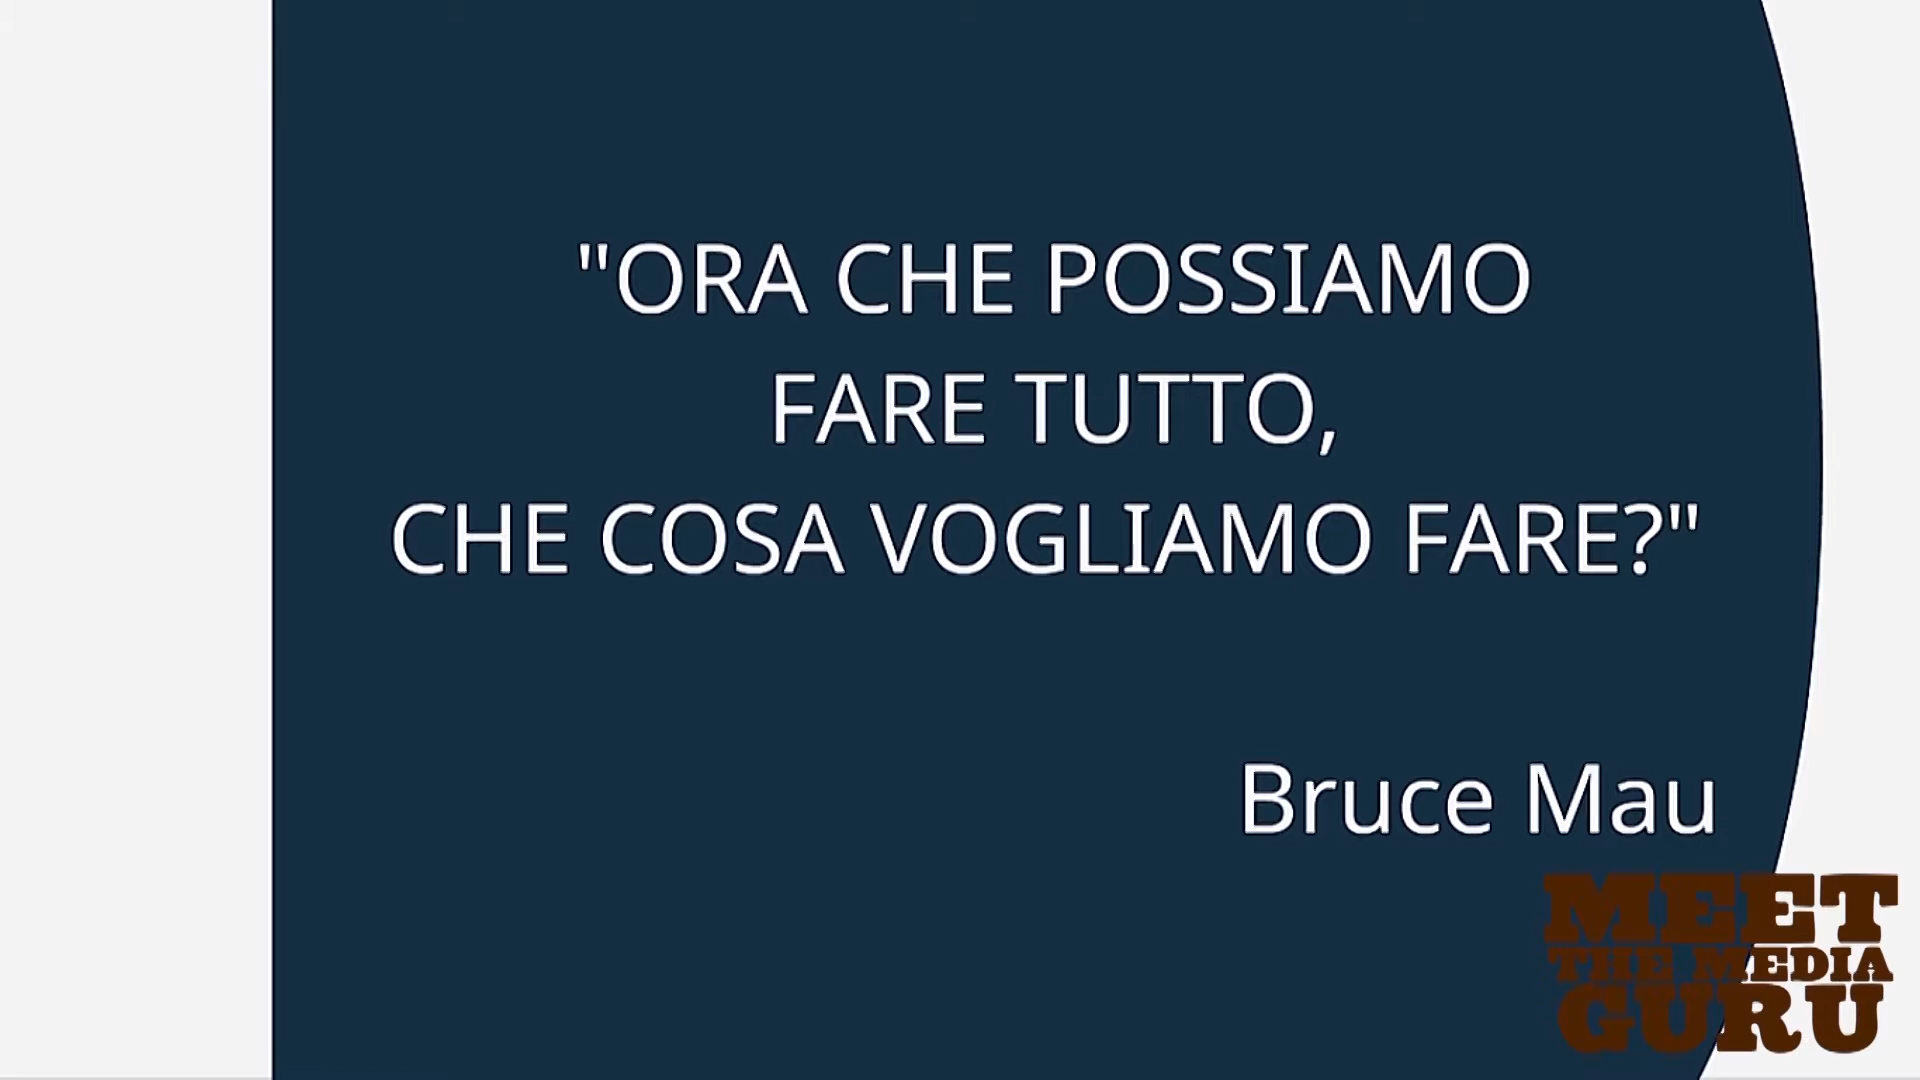 "ORA CHE POSSIAMO
FARE TUTTO,
CHE COSA VOGLIAMO FARE?"
Bruce Mau
MEET
THE MEDIA
GURU